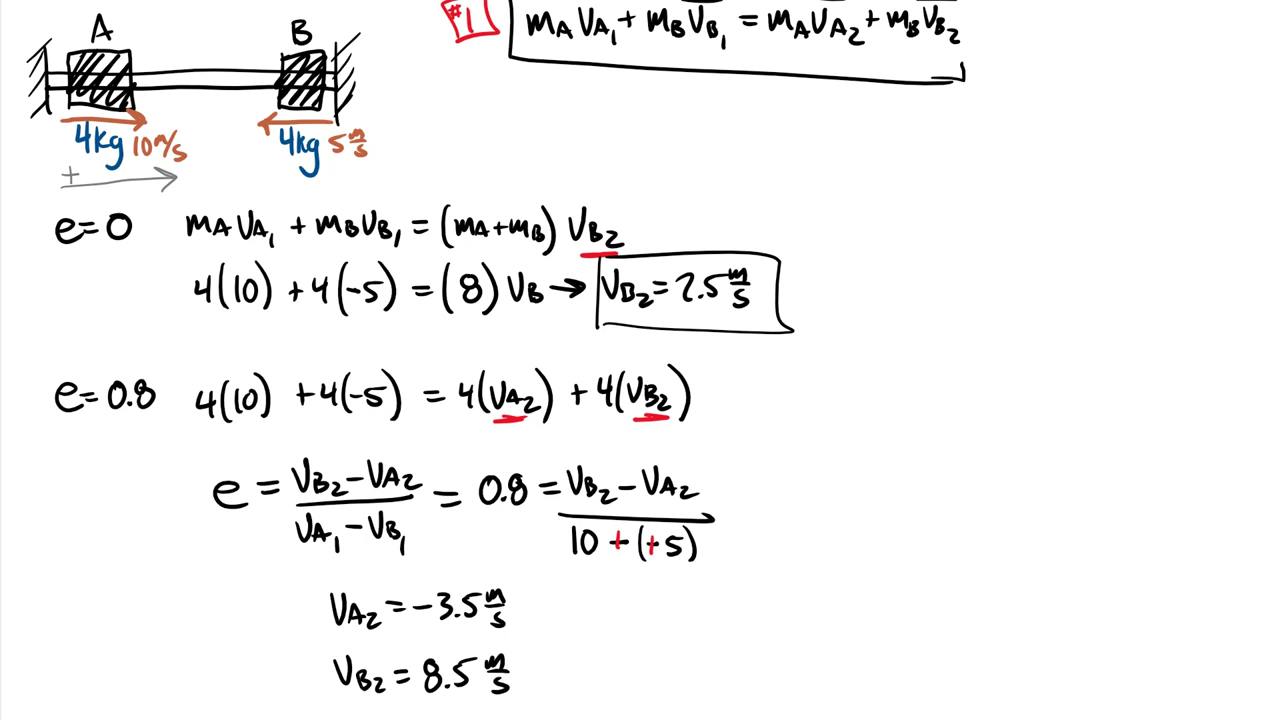 #1
mAVA₁ + mBVB₁ = mAVA₂ + mBVB₂
A B
4kg 10m/s 4kg 5 m/s
+
e=0 mAVA₁ + mBVB₁ = (mA+mB) VB₂
4(10) + 4(-5) = (8) VB → VB₂ = 2.5 m/s
e=0.8 4(10) + 4(-5) = 4(VA₂) + 4(VB₂)
e = (VB₂ - VA₂)/(VA₁ - VB₁) = 0.8 = (VB₂ - VA₂)/(10 + (+5))
VA₂ = -3.5 m/s
VB₂ = 8.5 m/s